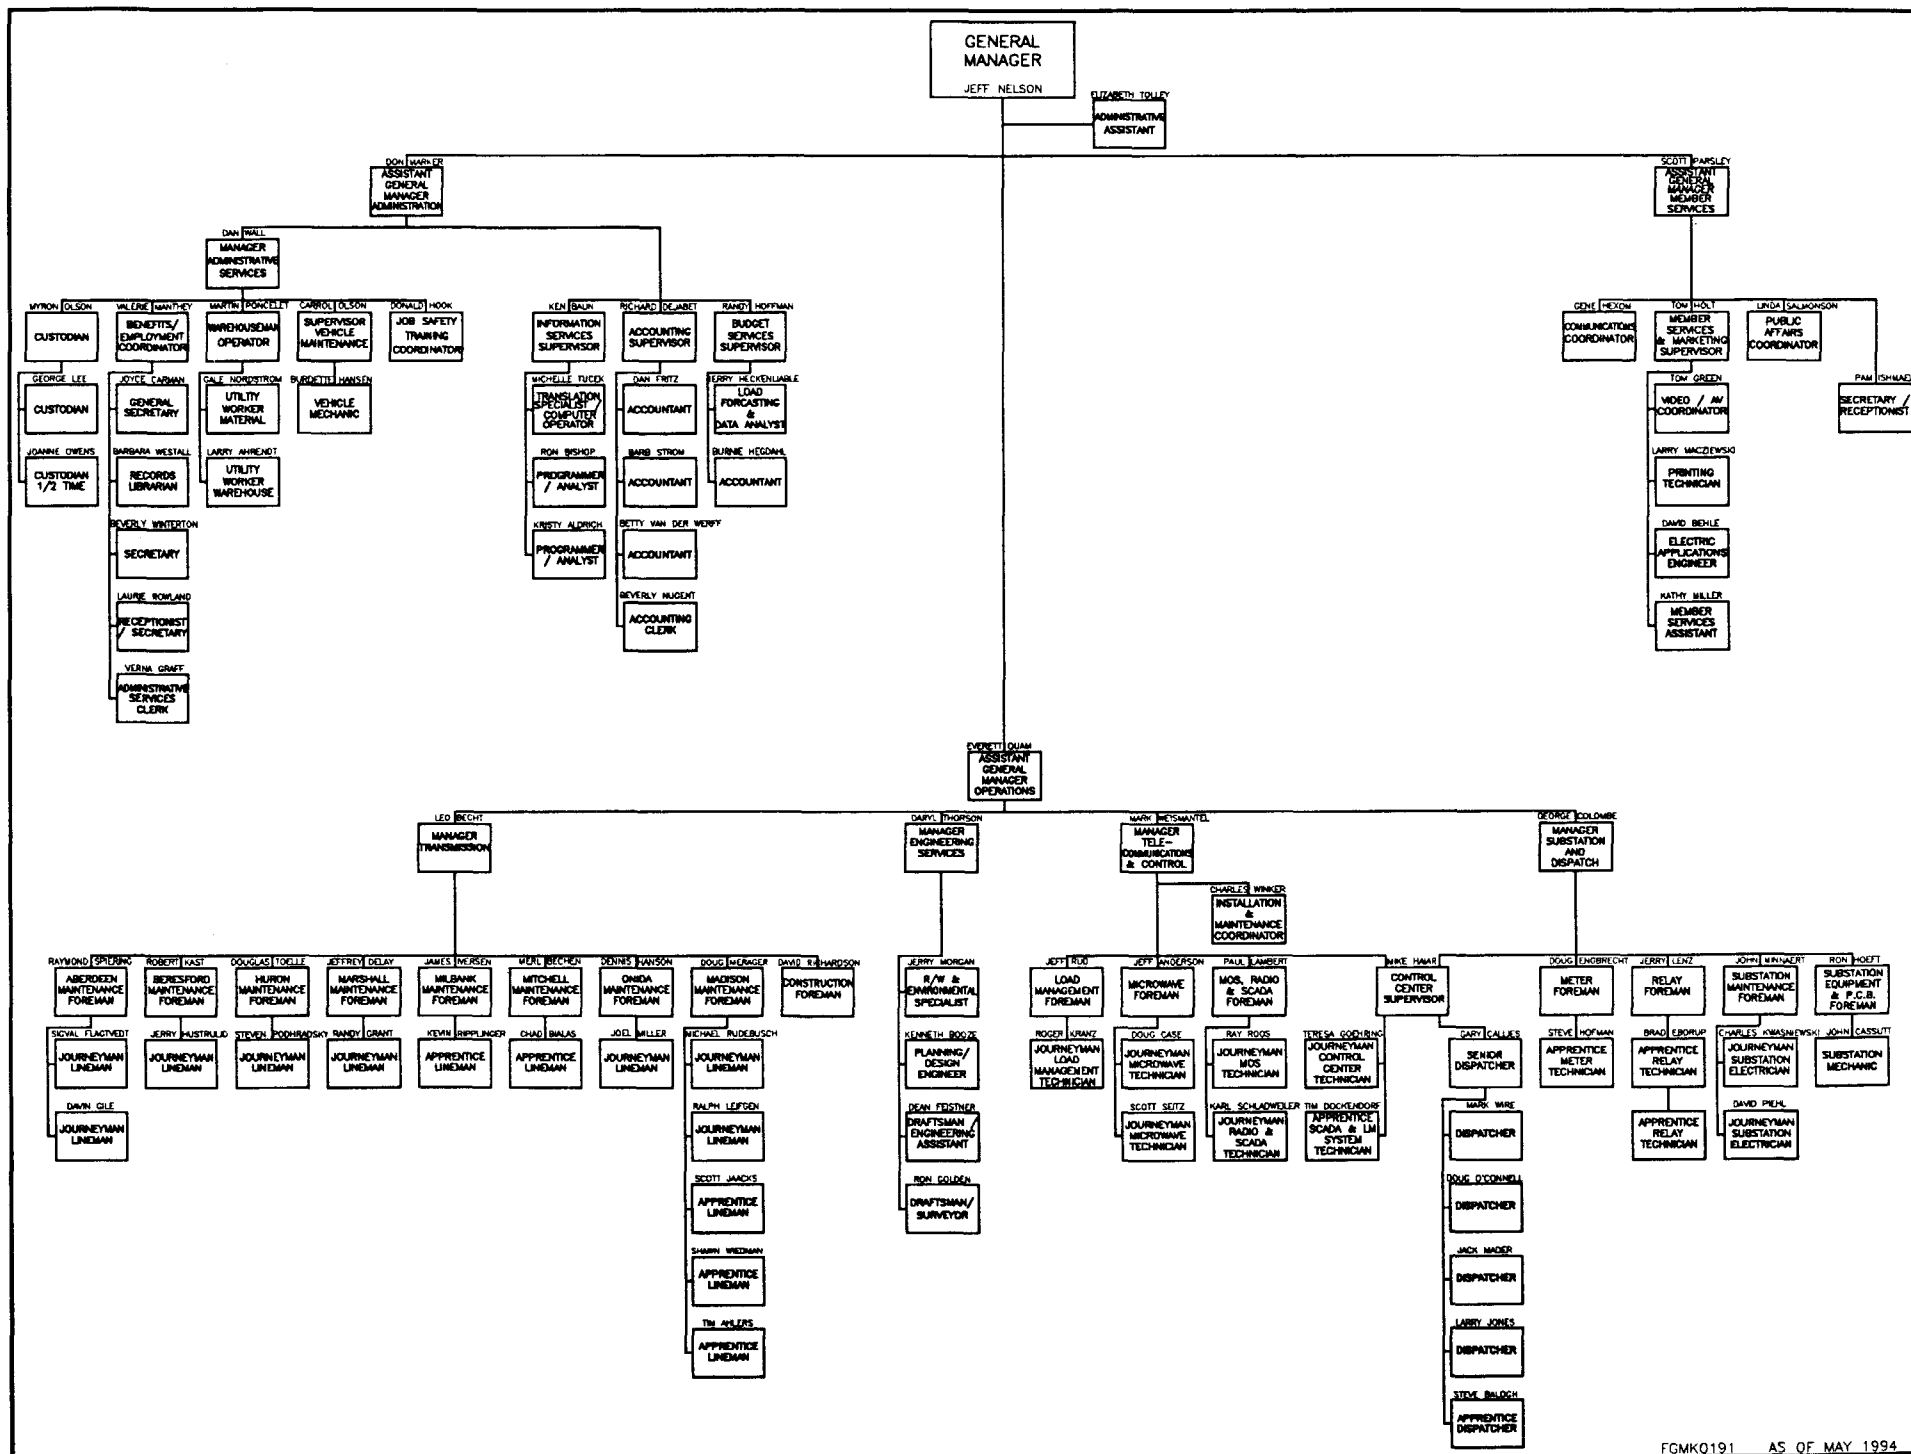 GENERAL
MANAGER
JEFF NELSON
ELIZABETH TOLLEY
ADMINISTRATIVE
ASSISTANT
DON MARKER
ASSISTANT
GENERAL
MANAGER
ADMINISTRATION
SCOTT PARSLEY
ASSISTANT
GENERAL
MANAGER
MEMBER
SERVICES
DAN WALL
MANAGER
ADMINISTRATIVE
SERVICES
MYRON OLSON
CUSTODIAN
GEORGE LEE
CUSTODIAN
JOANNE OWENS
CUSTODIAN
1/2 TIME
VALERIE MANTHEY
BENEFITS/
EMPLOYMENT
COORDINATOR
JOYCE CARMAN
GENERAL
SECRETARY
BARBARA WESTALL
RECORDS
LIBRARIAN
BEVERLY WINTERTON
SECRETARY
LAURIE ROWLAND
RECEPTIONIST
/ SECRETARY
VERNA GRAFF
ADMINISTRATIVE
SERVICES
CLERK
MARTIN PONCELET
WAREHOUSEMAN
OPERATOR
GALE NORDSTROM
UTILITY
WORKER
MATERIAL
LARRY AHRENDT
UTILITY
WORKER
WAREHOUSE
CARROL OLSON
SUPERVISOR
VEHICLE
MAINTENANCE
BURDETTE HANSEN
VEHICLE
MECHANIC
DONALD HOOK
JOB SAFETY
TRAINING
COORDINATOR
KEN BAUN
INFORMATION
SERVICES
SUPERVISOR
MICHELLE TUCEK
TRANSLATION
SPECIALIST /
COMPUTER
OPERATOR
RON BISHOP
PROGRAMMER
/ ANALYST
KRISTY ALDRICH
PROGRAMMER
/ ANALYST
RICHARD DEJABET
ACCOUNTING
SUPERVISOR
DAN FRITZ
ACCOUNTANT
BARB STROM
ACCOUNTANT
BETTY VAN DER WERFF
ACCOUNTANT
BEVERLY NUGENT
ACCOUNTING
CLERK
RANDY HOFFMAN
BUDGET
SERVICES
SUPERVISOR
JERRY HECKENLIABLE
LOAD
FORCASTING
&
DATA ANALYST
BURNIE HEGDAHL
ACCOUNTANT
GENE HEXOM
COMMUNICATIONS
COORDINATOR
TOM HOLT
MEMBER
SERVICES
& MARKETING
SUPERVISOR
TOM GREEN
VIDEO / AV
COORDINATOR
LARRY MACZIEWSKI
PRINTING
TECHNICIAN
DAVID BEHLE
ELECTRIC
APPLICATIONS
ENGINEER
KATHY MILLER
MEMBER
SERVICES
ASSISTANT
LINDA SALMONSON
PUBLIC
AFFAIRS
COORDINATOR
PAM ISHMAEL
SECRETARY /
RECEPTIONIST
EVERETT QUAM
ASSISTANT
GENERAL
MANAGER
OPERATIONS
LEO BECHT
MANAGER
TRANSMISSION
RAYMOND SPIERING
ABERDEEN
MAINTENANCE
FOREMAN
SIGVAL FLAGTVEDT
JOURNEYMAN
LINEMAN
DAVIN GILE
JOURNEYMAN
LINEMAN
ROBERT KAST
BERESFORD
MAINTENANCE
FOREMAN
JERRY HUSTRULID
JOURNEYMAN
LINEMAN
DOUGLAS TOELLE
HURON
MAINTENANCE
FOREMAN
STEVEN PODHRADSKY
JOURNEYMAN
LINEMAN
JEFFREY DELAY
MARSHALL
MAINTENANCE
FOREMAN
RANDY GRANT
JOURNEYMAN
LINEMAN
JAMES IVERSEN
MILBANK
MAINTENANCE
FOREMAN
KEVIN RIPPLINGER
APPRENTICE
LINEMAN
MERL BECHEN
MITCHELL
MAINTENANCE
FOREMAN
CHAD BIALAS
APPRENTICE
LINEMAN
DENNIS HANSON
ONIDA
MAINTENANCE
FOREMAN
JOEL MILLER
JOURNEYMAN
LINEMAN
DOUG MERAGER
MADISON
MAINTENANCE
FOREMAN
MICHAEL RUDEBUSCH
JOURNEYMAN
LINEMAN
RALPH LEIFGEN
JOURNEYMAN
LINEMAN
SCOTT JAACKS
APPRENTICE
LINEMAN
SHAWN WIEDMAN
APPRENTICE
LINEMAN
TIM AHLERS
APPRENTICE
LINEMAN
DAVID RICHARDSON
CONSTRUCTION
FOREMAN
DARYL THORSON
MANAGER
ENGINEERING
SERVICES
JERRY MORGAN
R/W &
ENVIRONMENTAL
SPECIALIST
KENNETH BOOZE
PLANNING/
DESIGN
ENGINEER
DEAN FEISTNER
DRAFTSMAN /
ENGINEERING
ASSISTANT
RON GOLDEN
DRAFTSMAN/
SURVEYOR
MARK WEISMANTEL
MANAGER
TELE-
COMMUNICATIONS
& CONTROL
CHARLES WINKER
INSTALLATION
&
MAINTENANCE
COORDINATOR
JEFF RUD
LOAD
MANAGEMENT
FOREMAN
ROGER KRANZ
JOURNEYMAN
LOAD
MANAGEMENT
TECHNICIAN
JEFF ANDERSON
MICROWAVE
FOREMAN
DOUG CASE
JOURNEYMAN
MICROWAVE
TECHNICIAN
SCOTT SEITZ
JOURNEYMAN
MICROWAVE
TECHNICIAN
PAUL LAMBERT
MOS, RADIO
& SCADA
FOREMAN
RAY ROOS
JOURNEYMAN
MOS
TECHNICIAN
KARL SCHLADWEILER
JOURNEYMAN
RADIO &
SCADA
TECHNICIAN
MIKE HAIAR
CONTROL
CENTER
SUPERVISOR
TERESA GOEHRING
JOURNEYMAN
CONTROL
CENTER
TECHNICIAN
TIM DOCKENDORF
APPRENTICE
SCADA & LM
SYSTEM
TECHNICIAN
GARY CALLIES
SENIOR
DISPATCHER
MARK WIRE
DISPATCHER
DOUG O'CONNELL
DISPATCHER
JACK MADER
DISPATCHER
LARRY JONES
DISPATCHER
STEVE BALOGH
APPRENTICE
DISPATCHER
GEORGE COLOMBE
MANAGER
SUBSTATION
AND
DISPATCH
DOUG ENGBRECHT
METER
FOREMAN
STEVE HOFMAN
APPRENTICE
METER
TECHNICIAN
JERRY LENZ
RELAY
FOREMAN
BRAD EBORUP
APPRENTICE
RELAY
TECHNICIAN
APPRENTICE
RELAY
TECHNICIAN
JOHN MINNAERT
SUBSTATION
MAINTENANCE
FOREMAN
CHARLES KWASNIEWSKI
JOURNEYMAN
SUBSTATION
ELECTRICIAN
DAVID PIEHL
JOURNEYMAN
SUBSTATION
ELECTRICIAN
RON HOEFT
SUBSTATION
EQUIPMENT
& P.C.B.
FOREMAN
JOHN CASSUTT
SUBSTATION
MECHANIC
FGMK0191 AS OF MAY 1994